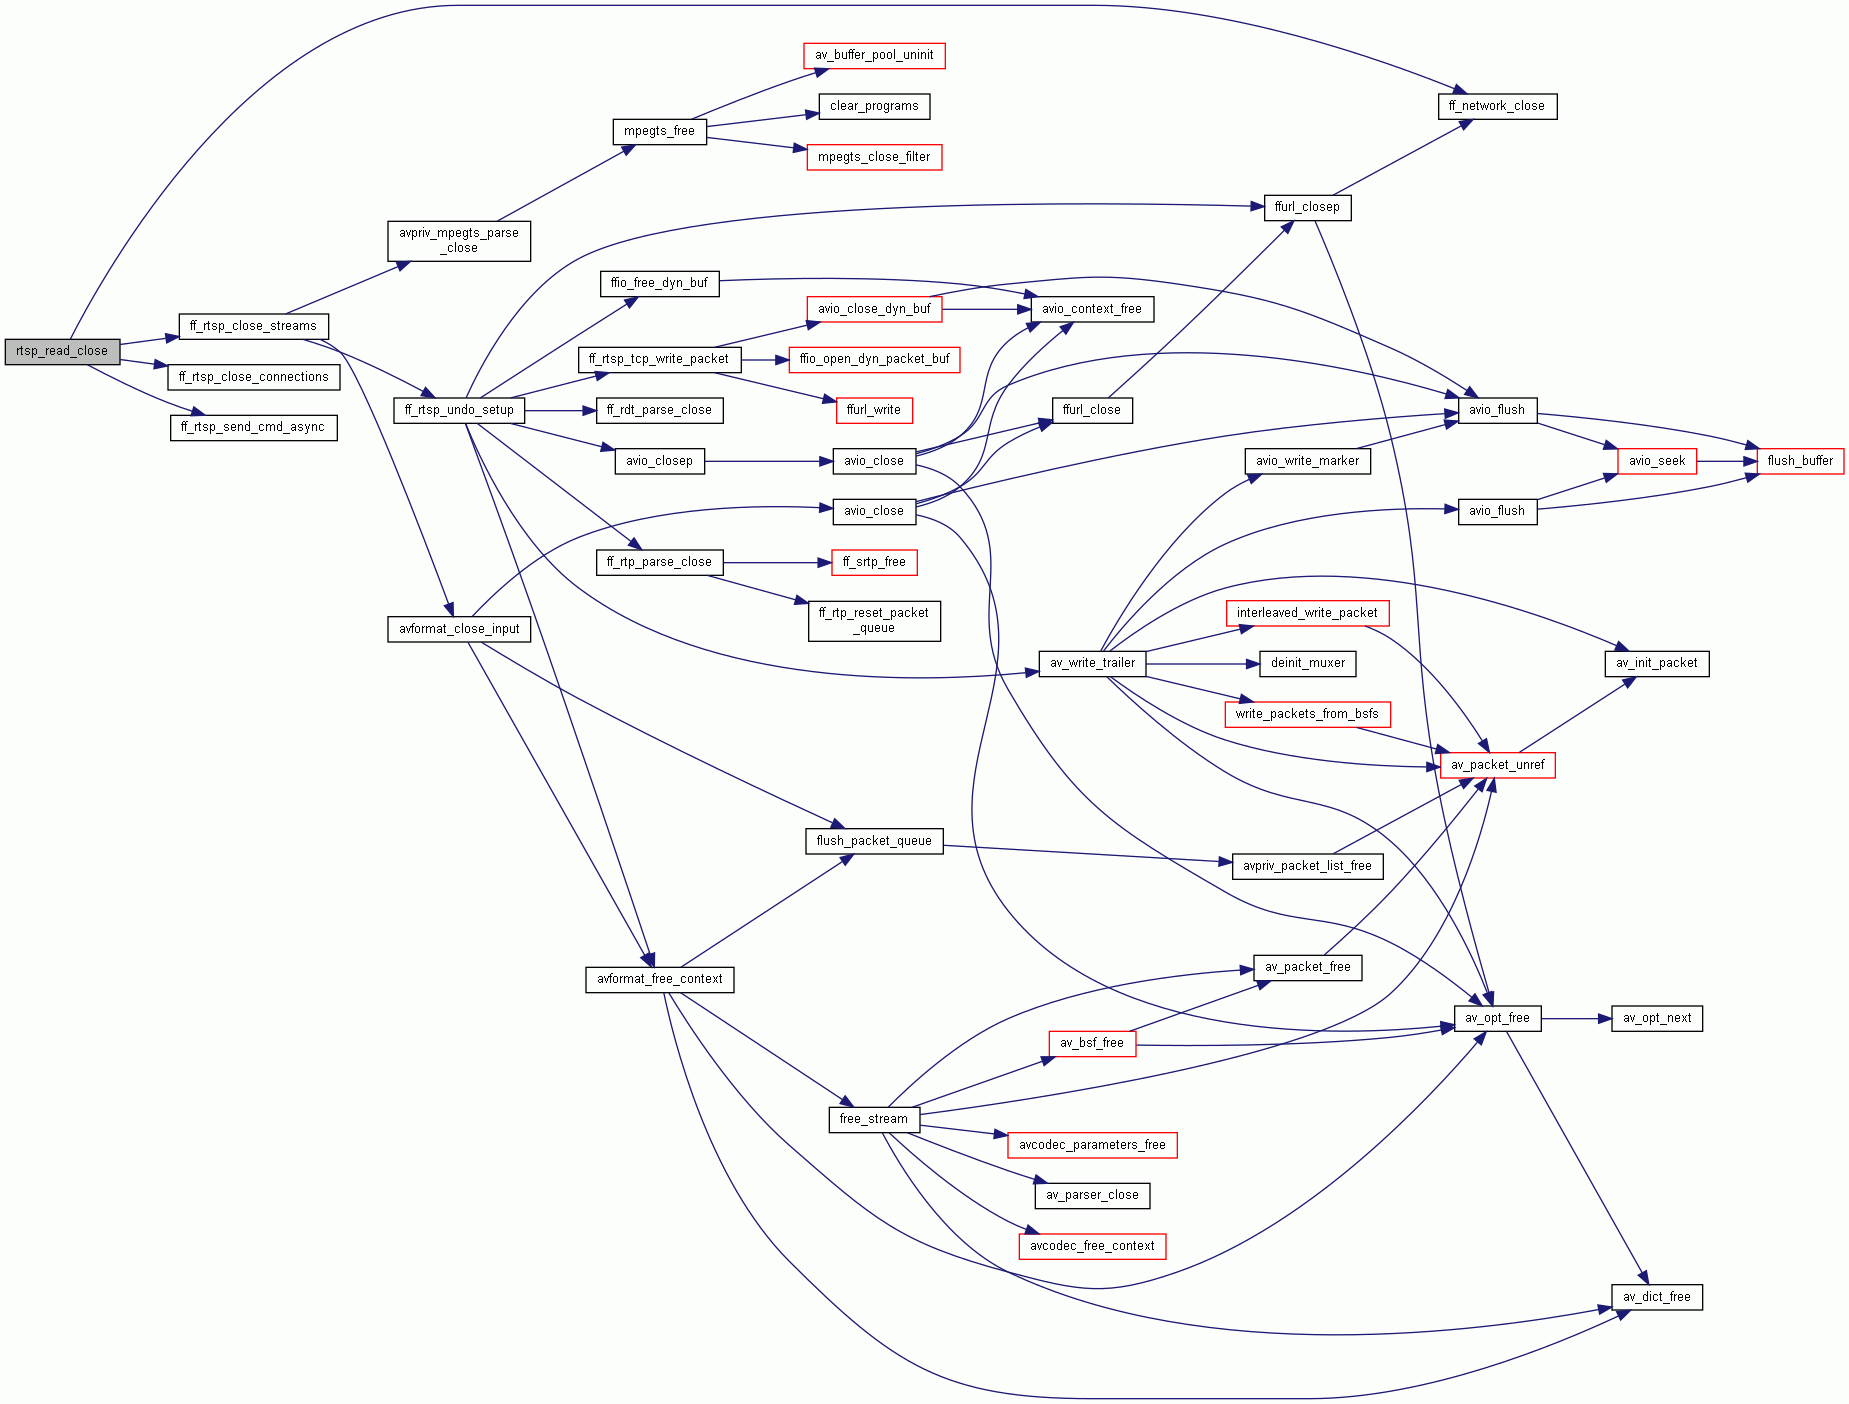 rtsp_read_close
ff_rtsp_close_streams
ff_rtsp_close_connections
ff_rtsp_send_cmd_async
avpriv_mpegts_parse
_close
ff_rtsp_undo_setup
avformat_close_input
mpegts_free
ffio_free_dyn_buf
ff_rtsp_tcp_write_packet
ff_rdt_parse_close
avio_closep
ff_rtp_parse_close
avformat_free_context
av_buffer_pool_uninit
clear_programs
mpegts_close_filter
avio_close_dyn_buf
ffio_open_dyn_packet_buf
ffurl_write
avio_close
avio_close
ff_srtp_free
ff_rtp_reset_packet
_queue
flush_packet_queue
free_stream
avio_context_free
ffurl_close
av_write_trailer
av_bsf_free
avcodec_parameters_free
av_parser_close
avcodec_free_context
ffurl_closep
avio_write_marker
interleaved_write_packet
deinit_muxer
write_packets_from_bsfs
avpriv_packet_list_free
av_packet_free
ff_network_close
avio_flush
avio_flush
av_packet_unref
av_opt_free
avio_seek
av_init_packet
av_opt_next
av_dict_free
flush_buffer